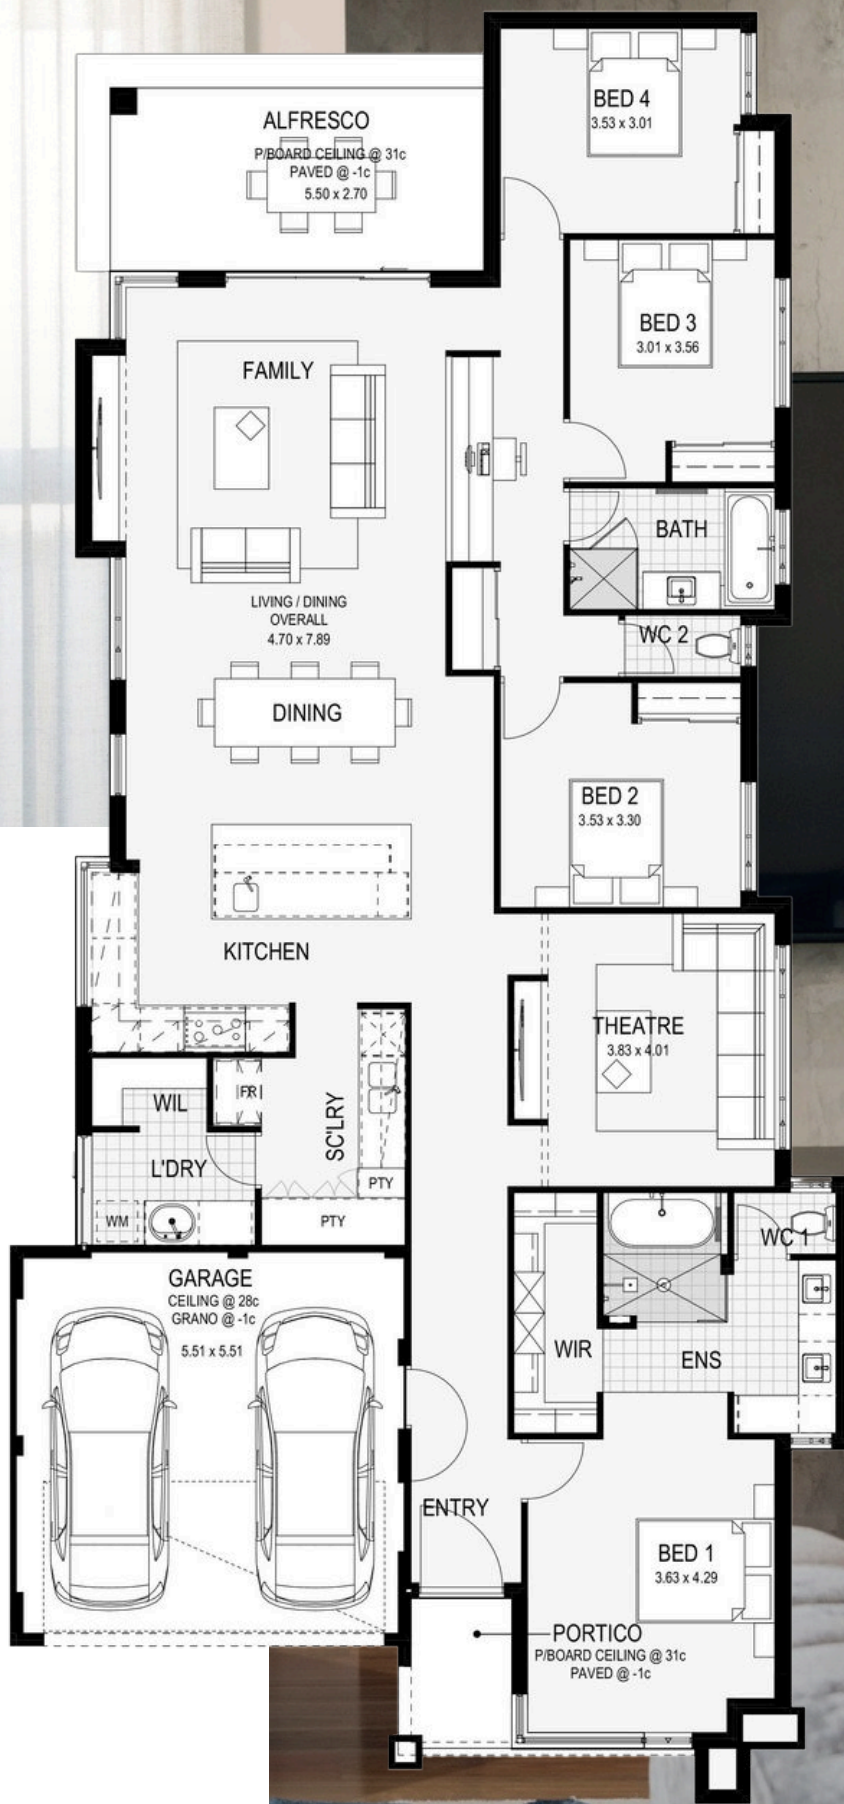 BED 4
3.53 x 3.01
ALFRESCO
P/BOARD CEILING @ 31c
PAVED @ -1c
5.50 x 2.70
BED 3
3.01 x 3.56
FAMILY
BATH
LIVING / DINING
OVERALL
4.70 x 7.89
WC 2
DINING
BED 2
3.53 x 3.30
KITCHEN
THEATRE
3.83 x 4.01
FR
WIL
SC'LRY
L'DRY
PTY
WM
PTY
WC 1
GARAGE
CEILING @ 28c
GRANO @ -1c
5.51 x 5.51
WIR
ENS
ENTRY
BED 1
3.63 x 4.29
PORTICO
P/BOARD CEILING @ 31c
PAVED @ -1c